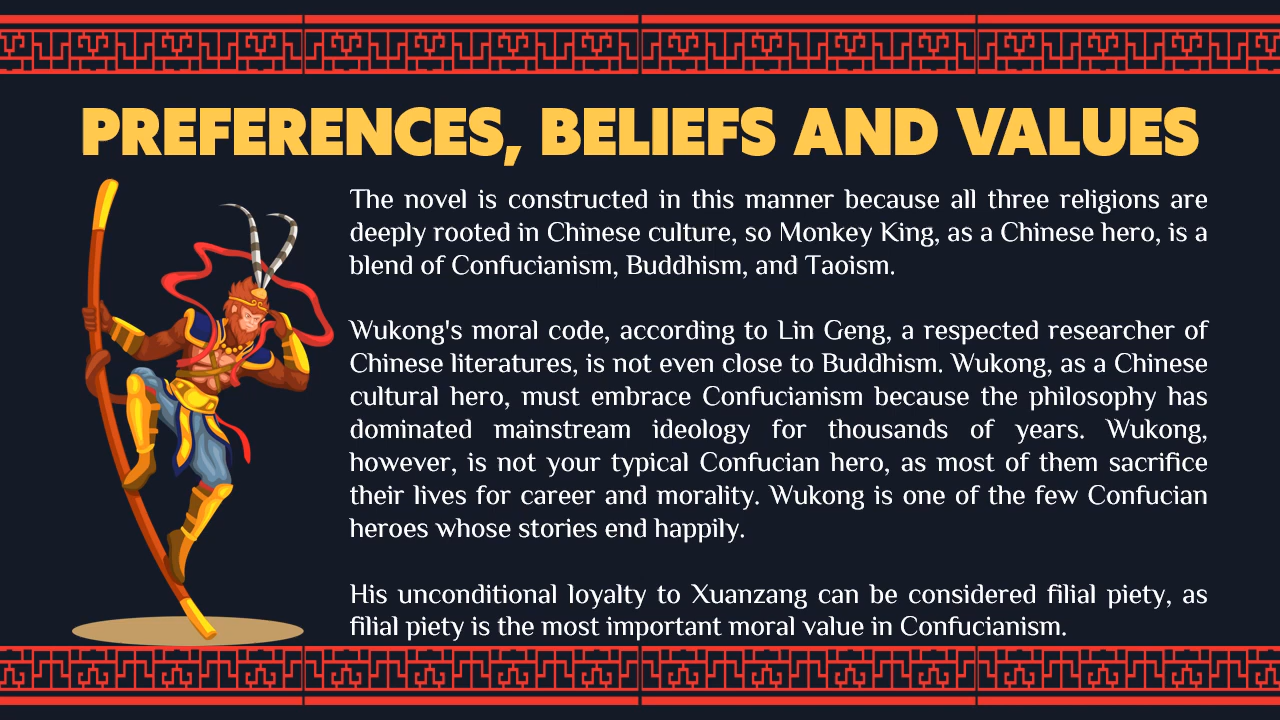 PREFERENCES, BELIEFS AND VALUES
The novel is constructed in this manner because all three religions are
deeply rooted in Chinese culture, so Monkey King, as a Chinese hero, is a
blend of Confucianism, Buddhism, and Taoism.
Wukong's moral code, according to Lin Geng, a respected researcher of
Chinese literatures, is not even close to Buddhism. Wukong, as a Chinese
cultural hero, must embrace Confucianism because the philosophy has
dominated mainstream ideology for thousands of years. Wukong,
however, is not your typical Confucian hero, as most of them sacrifice
their lives for career and morality. Wukong is one of the few Confucian
heroes whose stories end happily.
His unconditional loyalty to Xuanzang can be considered filial piety, as
filial piety is the most important moral value in Confucianism.